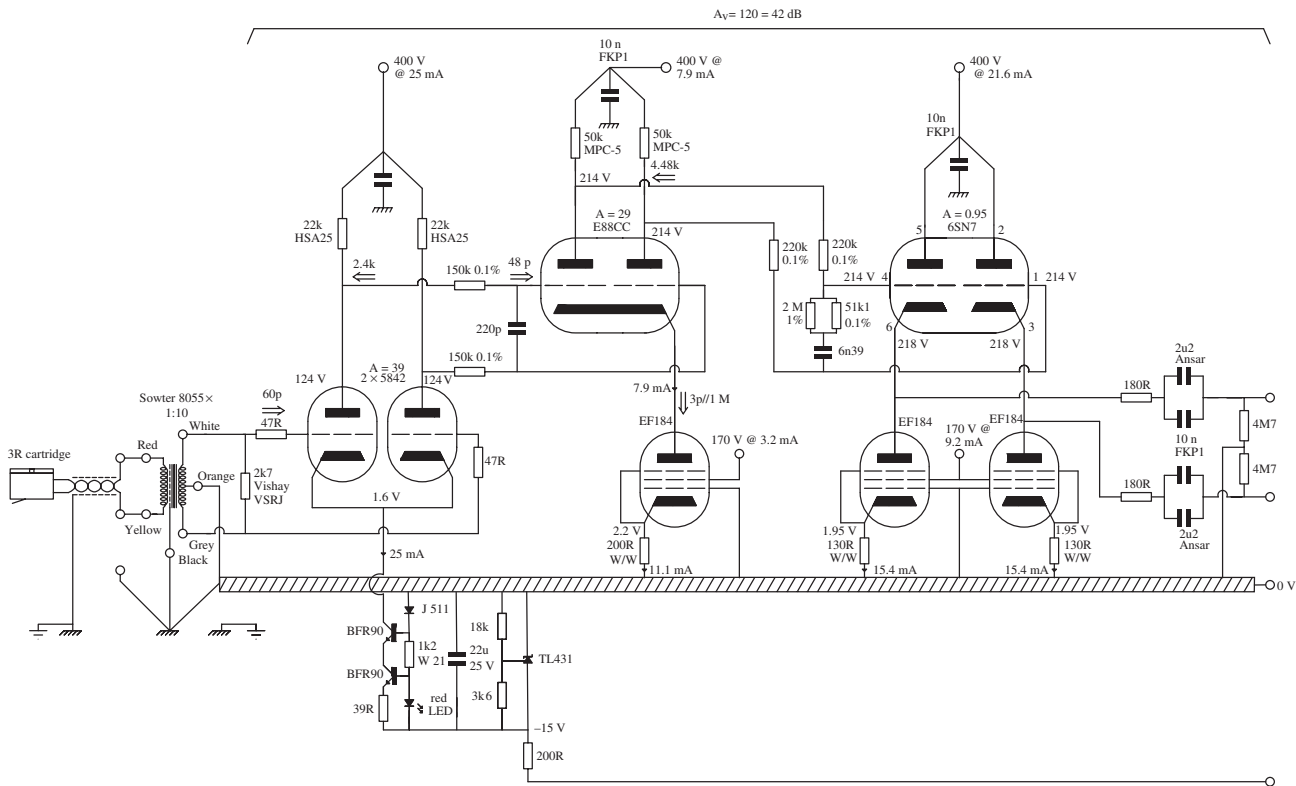 Aᵥ= 120 = 42 dB
400 V
@ 25 mA
10 n
FKP1
400 V @
7.9 mA
400 V
@ 21.6 mA
10n
FKP1
50k
MPC-5
50k
MPC-5
4.48k
214 V
A = 29
E88CC
214 V
A = 0.95
6SN7
5
2
22k
HSA25
22k
HSA25
2.4k
150k 0.1%
48 p
220k
0.1%
220k
0.1%
214 V
4
1
214 V
2 M
1%
51k1
0.1%
6n39
6
218 V
218 V
3
220p
150k 0.1%
A = 39
2 × 5842
124 V
124V
7.9 mA
3p//1 M
2u2
Ansar
180R
Sowter 8055×
1:10
White
60p
47R
EF184
170 V @ 3.2 mA
EF184
170 V @
9.2 mA
EF184
10 n
FKP1
4M7
4M7
3R cartridge
Red
Orange
2k7
Vishay
VSRJ
47R
180R
1.6 V
Yellow
Grey
Black
2u2
Ansar
2.2 V
200R
W/W
11.1 mA
1.95 V
130R
W/W
15.4 mA
1.95 V
130R
W/W
15.4 mA
25 mA
0 V
J 511
BFR90
1k2
W 21
22u
25 V
18k
TL431
BFR90
3k6
39R
red
LED
–15 V
200R